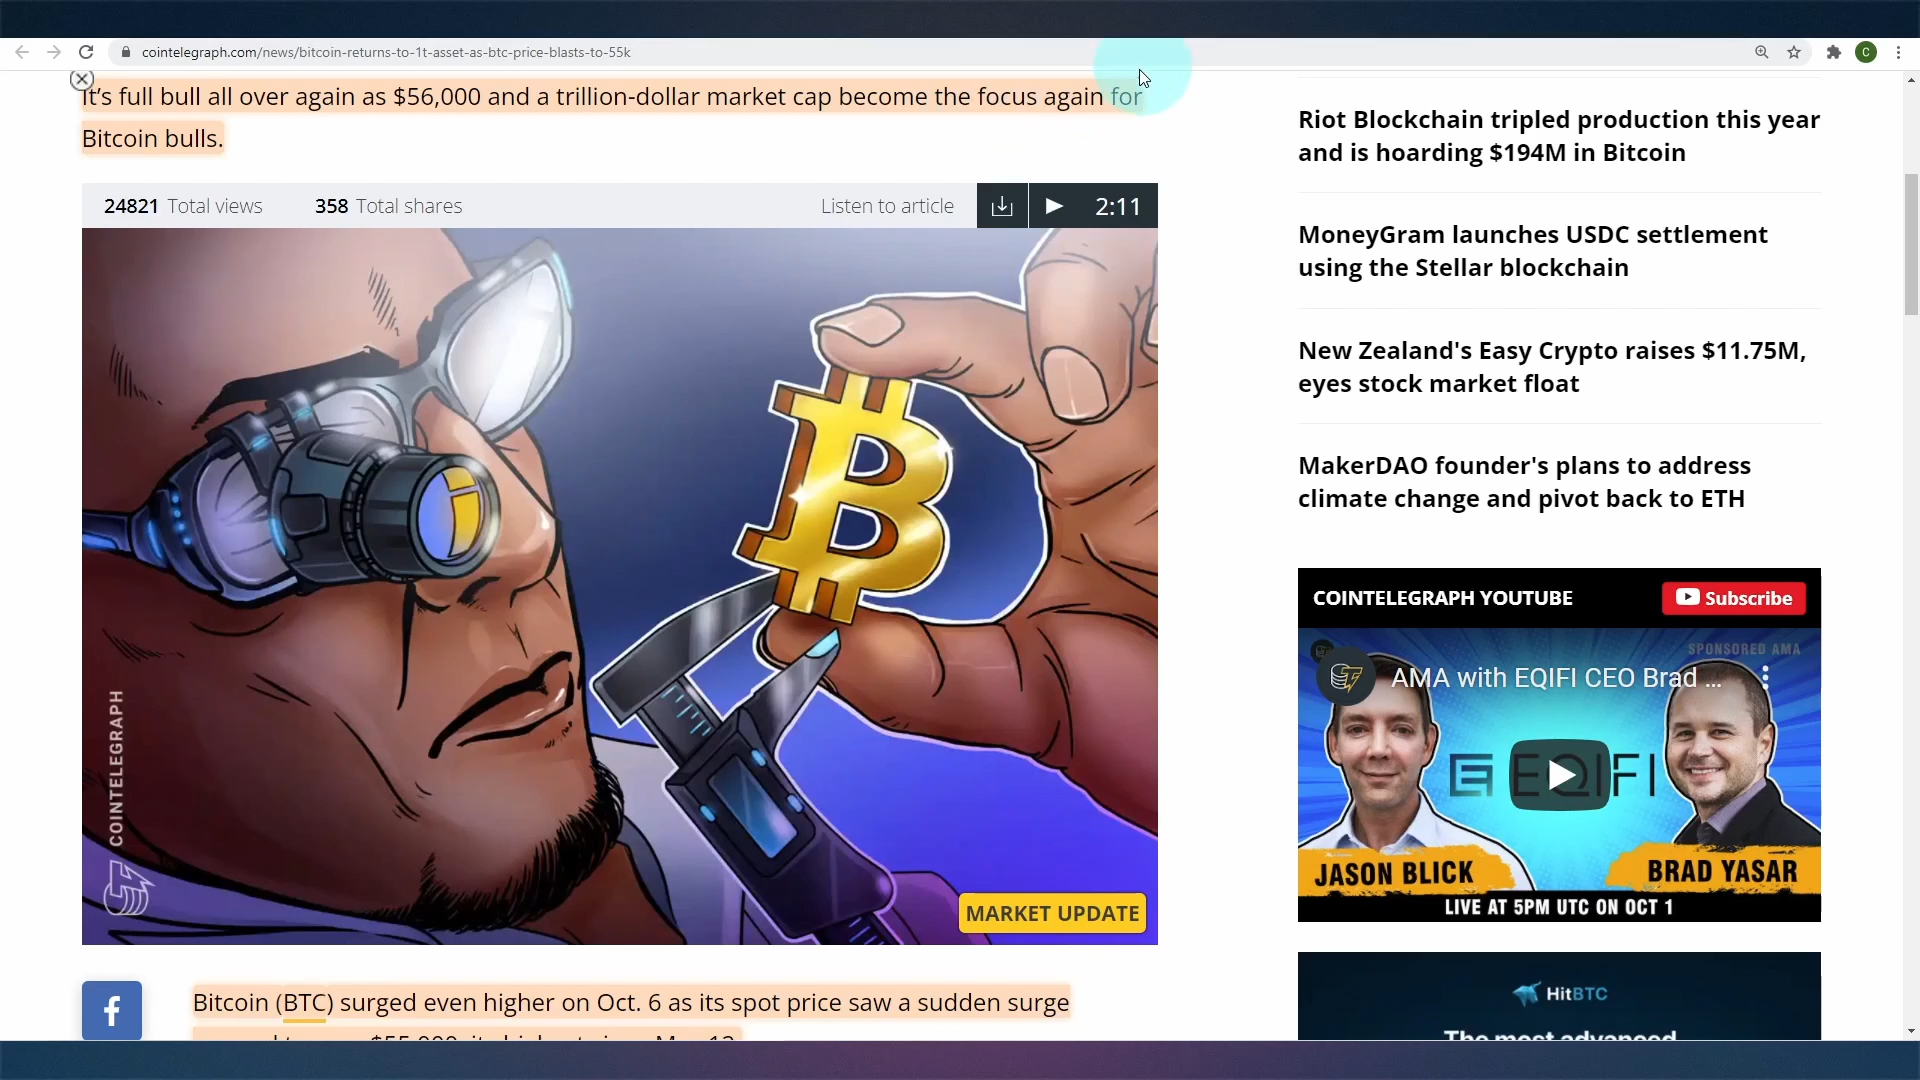 cointelegraph.com/news/bitcoin-returns-to-1t-asset-as-btc-price-blasts-to-55k
C
It's full bull all over again as $56,000 and a trillion-dollar market cap become the focus again for
Bitcoin bulls.
24821 Total views 358 Total shares Listen to article 2:11
COINTELEGRAPH
MARKET UPDATE
Bitcoin (BTC) surged even higher on Oct. 6 as its spot price saw a sudden surge
Riot Blockchain tripled production this year
and is hoarding $194M in Bitcoin
MoneyGram launches USDC settlement
using the Stellar blockchain
New Zealand's Easy Crypto raises $11.75M,
eyes stock market float
MakerDAO founder's plans to address
climate change and pivot back to ETH
COINTELEGRAPH YOUTUBE Subscribe
SPONSORED AMA
AMA with EQIFI CEO Brad ...
EQIFI
JASON BLICK BRAD YASAR
LIVE AT 5PM UTC ON OCT 1
HitBTC
The most advanced